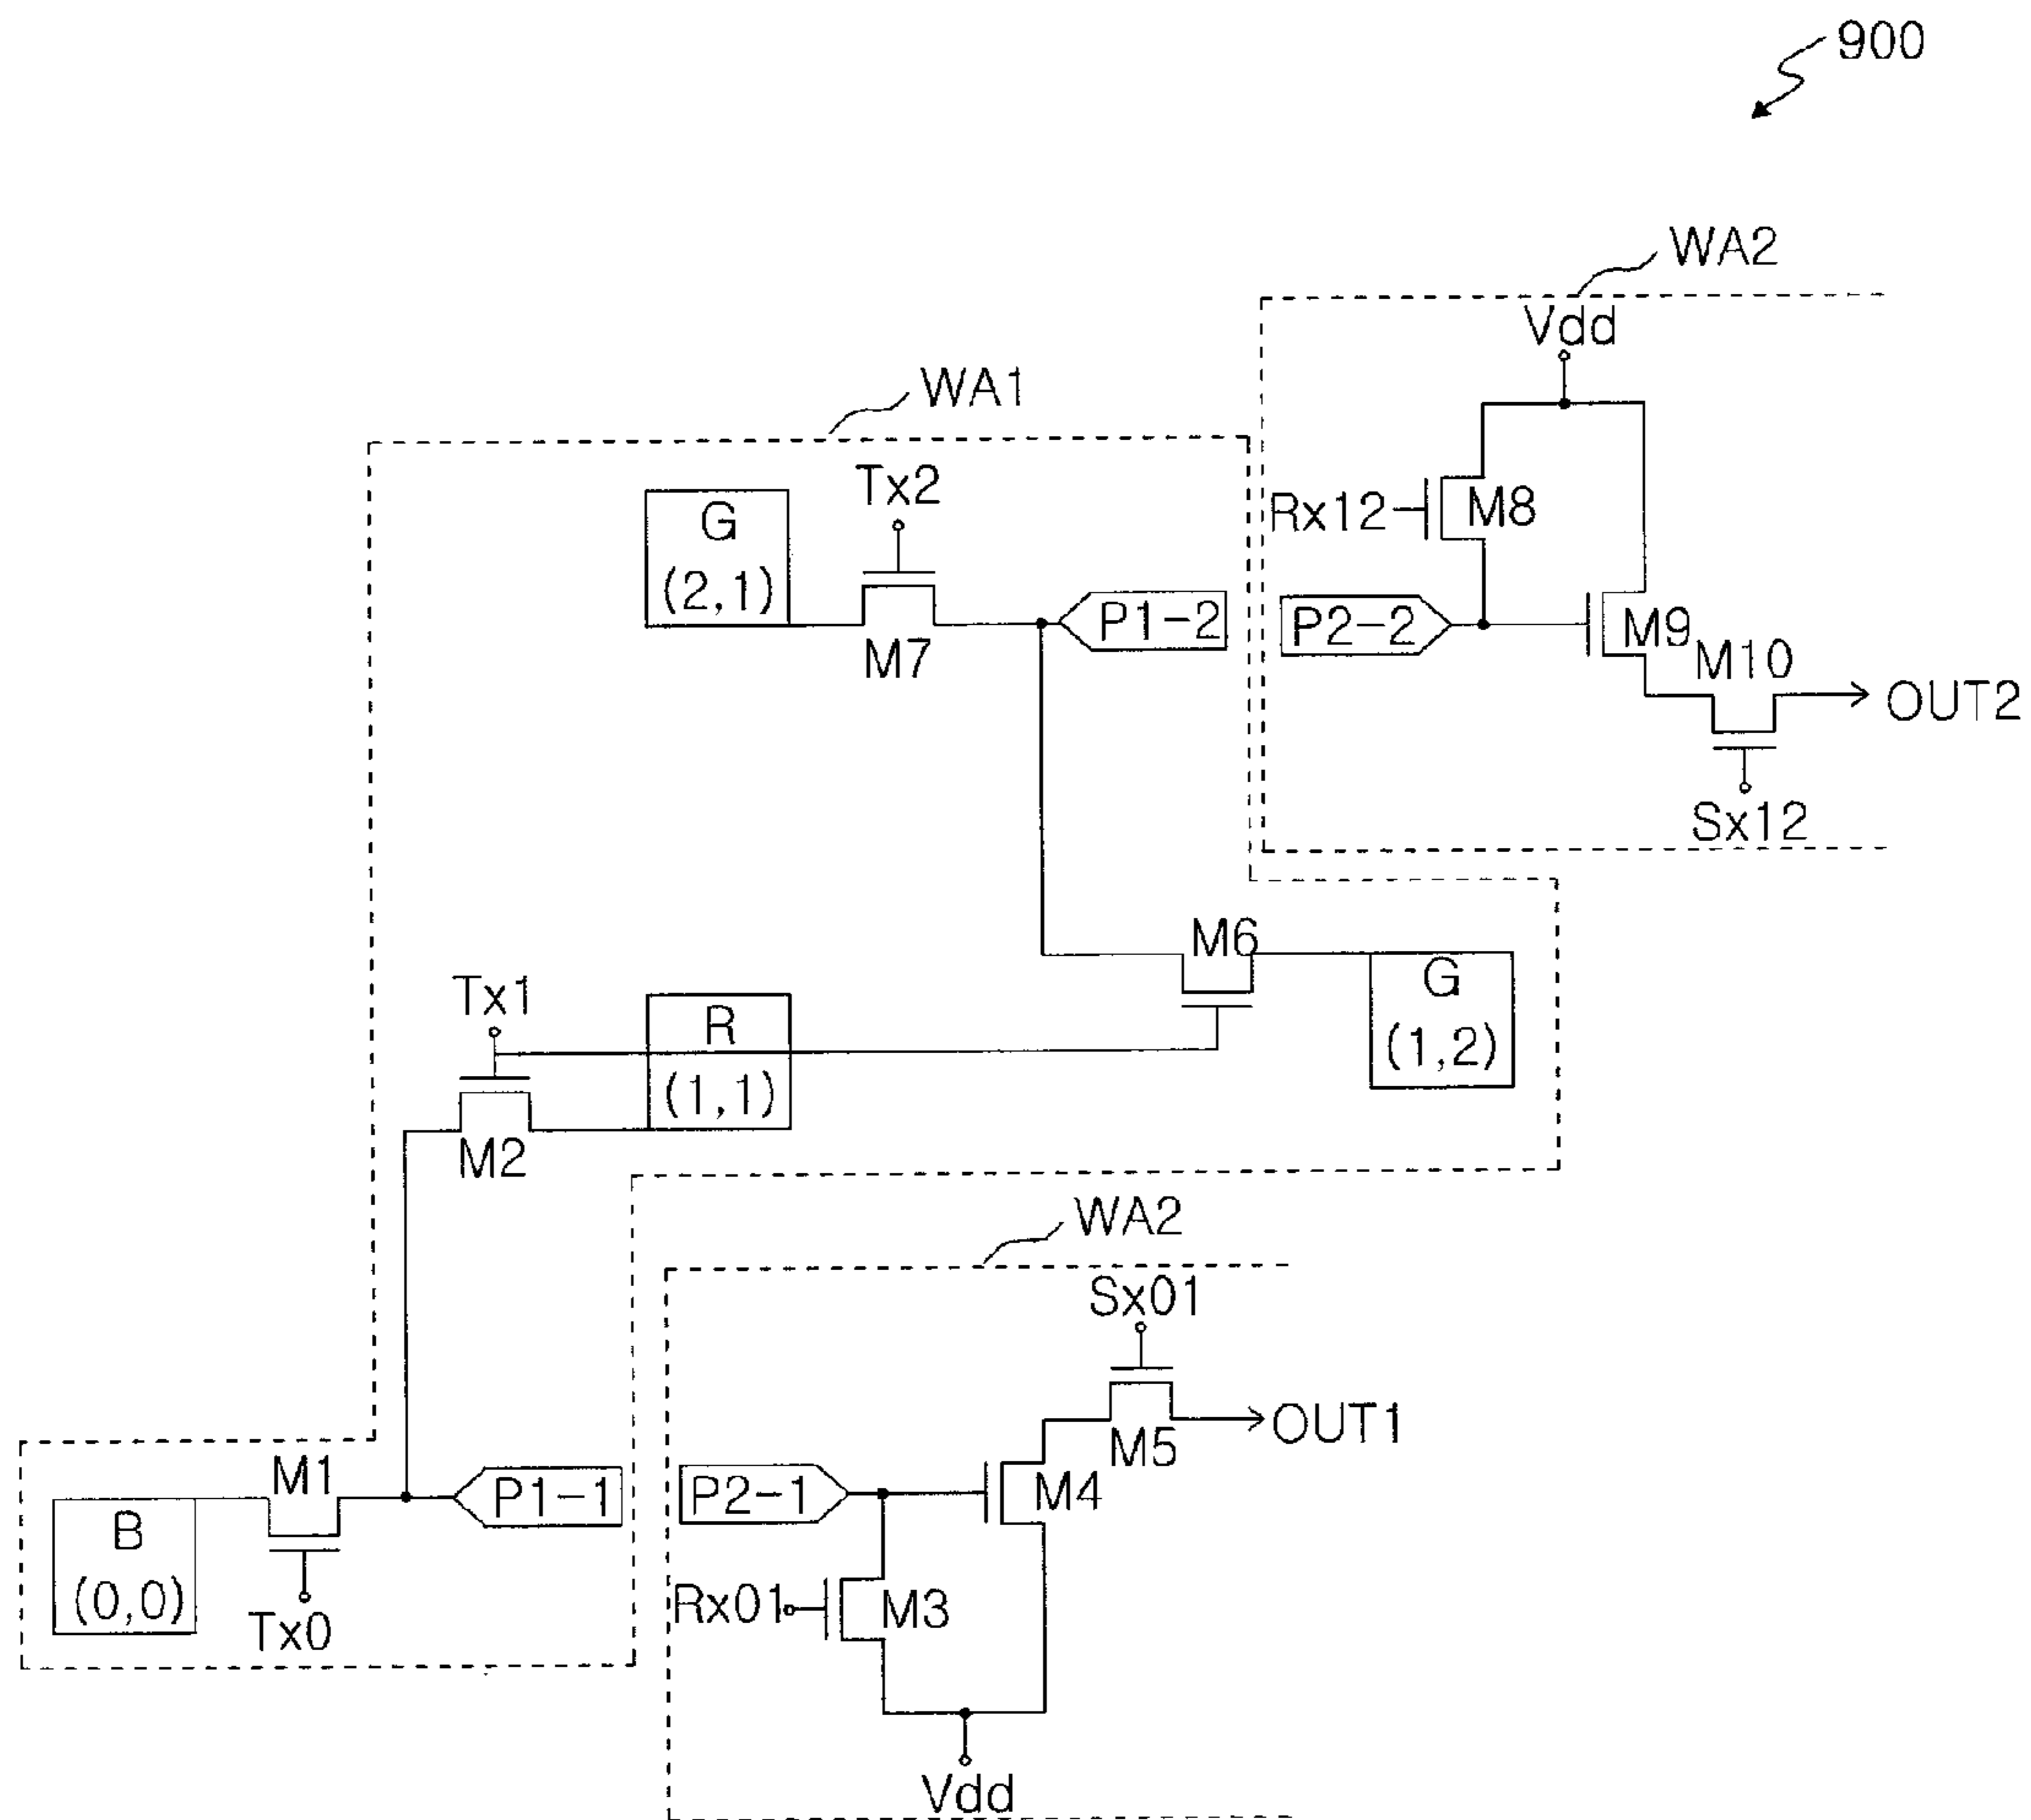 900
WA2
Vdd
WA1
Tx2
G
(2,1)
Rx12
M8
P1-2
P2-2
M9
M7
M10
OUT2
Sx12
M6
Tx1
R
(1,1)
G
(1,2)
M2
WA2
Sx01
OUT1
M5
M1
P1-1
P2-1
M4
B
(0,0)
Tx0
Rx01
M3
Vdd